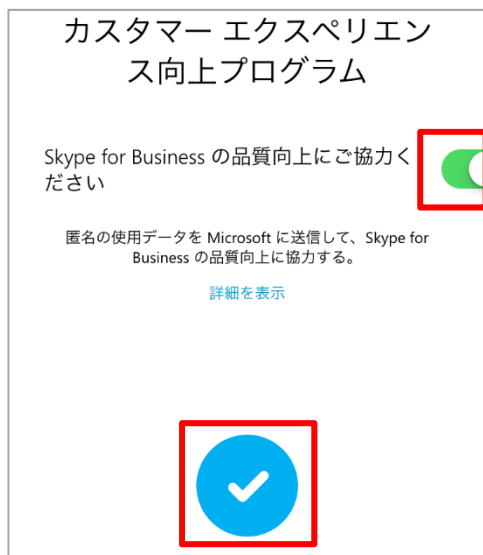 カスタマー エクスペリエン
ス向上プログラム
Skype for Business の品質向上にご協力く
ださい
匿名の使用データを Microsoft に送信して、Skype for
Business の品質向上に協力する。
詳細を表示